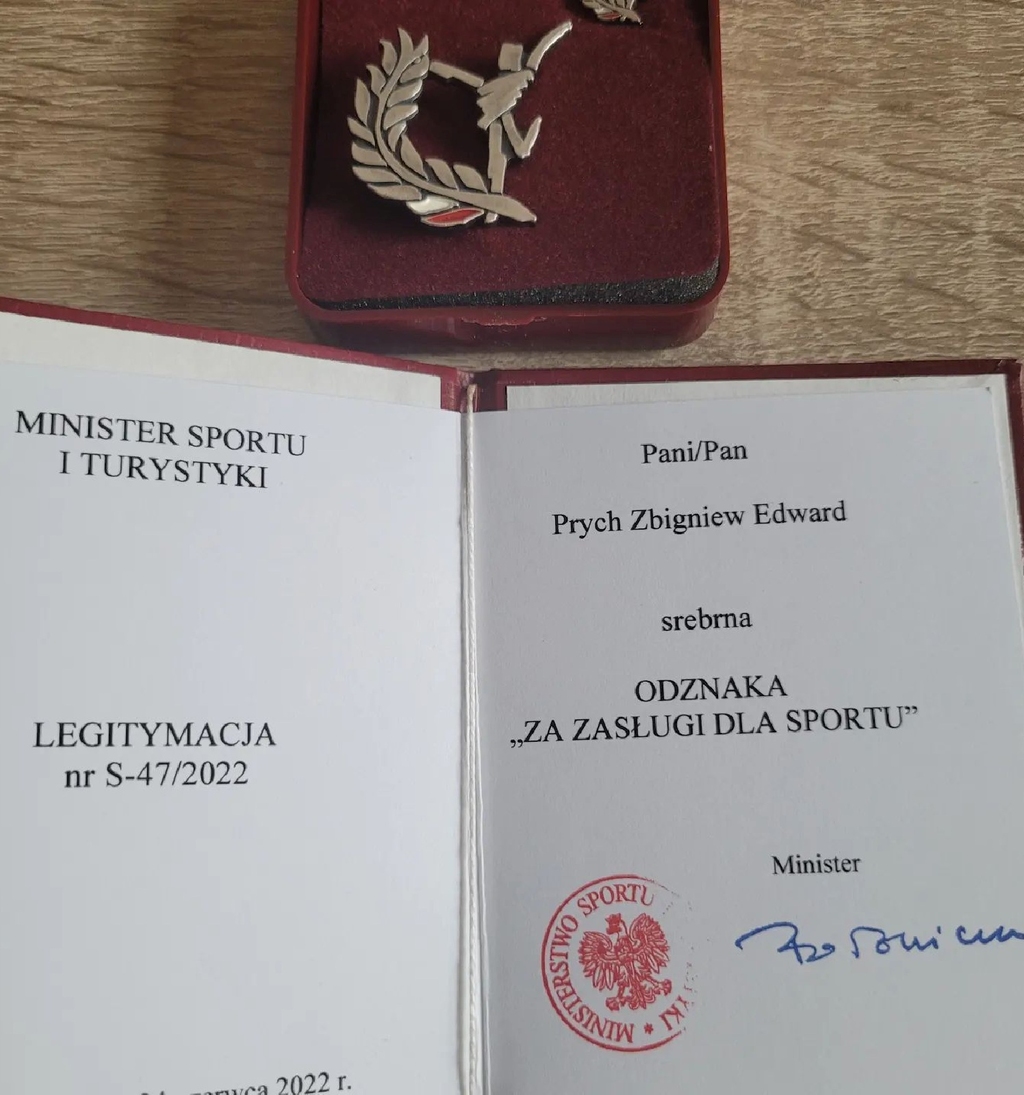 MINISTER SPORTU
I TURYSTYKI
LEGITYMACJA
nr S-47/2022
czerwca 2022 r.
Pani/Pan
Prych Zbigniew Edward
srebrna
ODZNAKA
„ZA ZASŁUGI DLA SPORTU”
Minister
MINISTERSTWO SPORTU